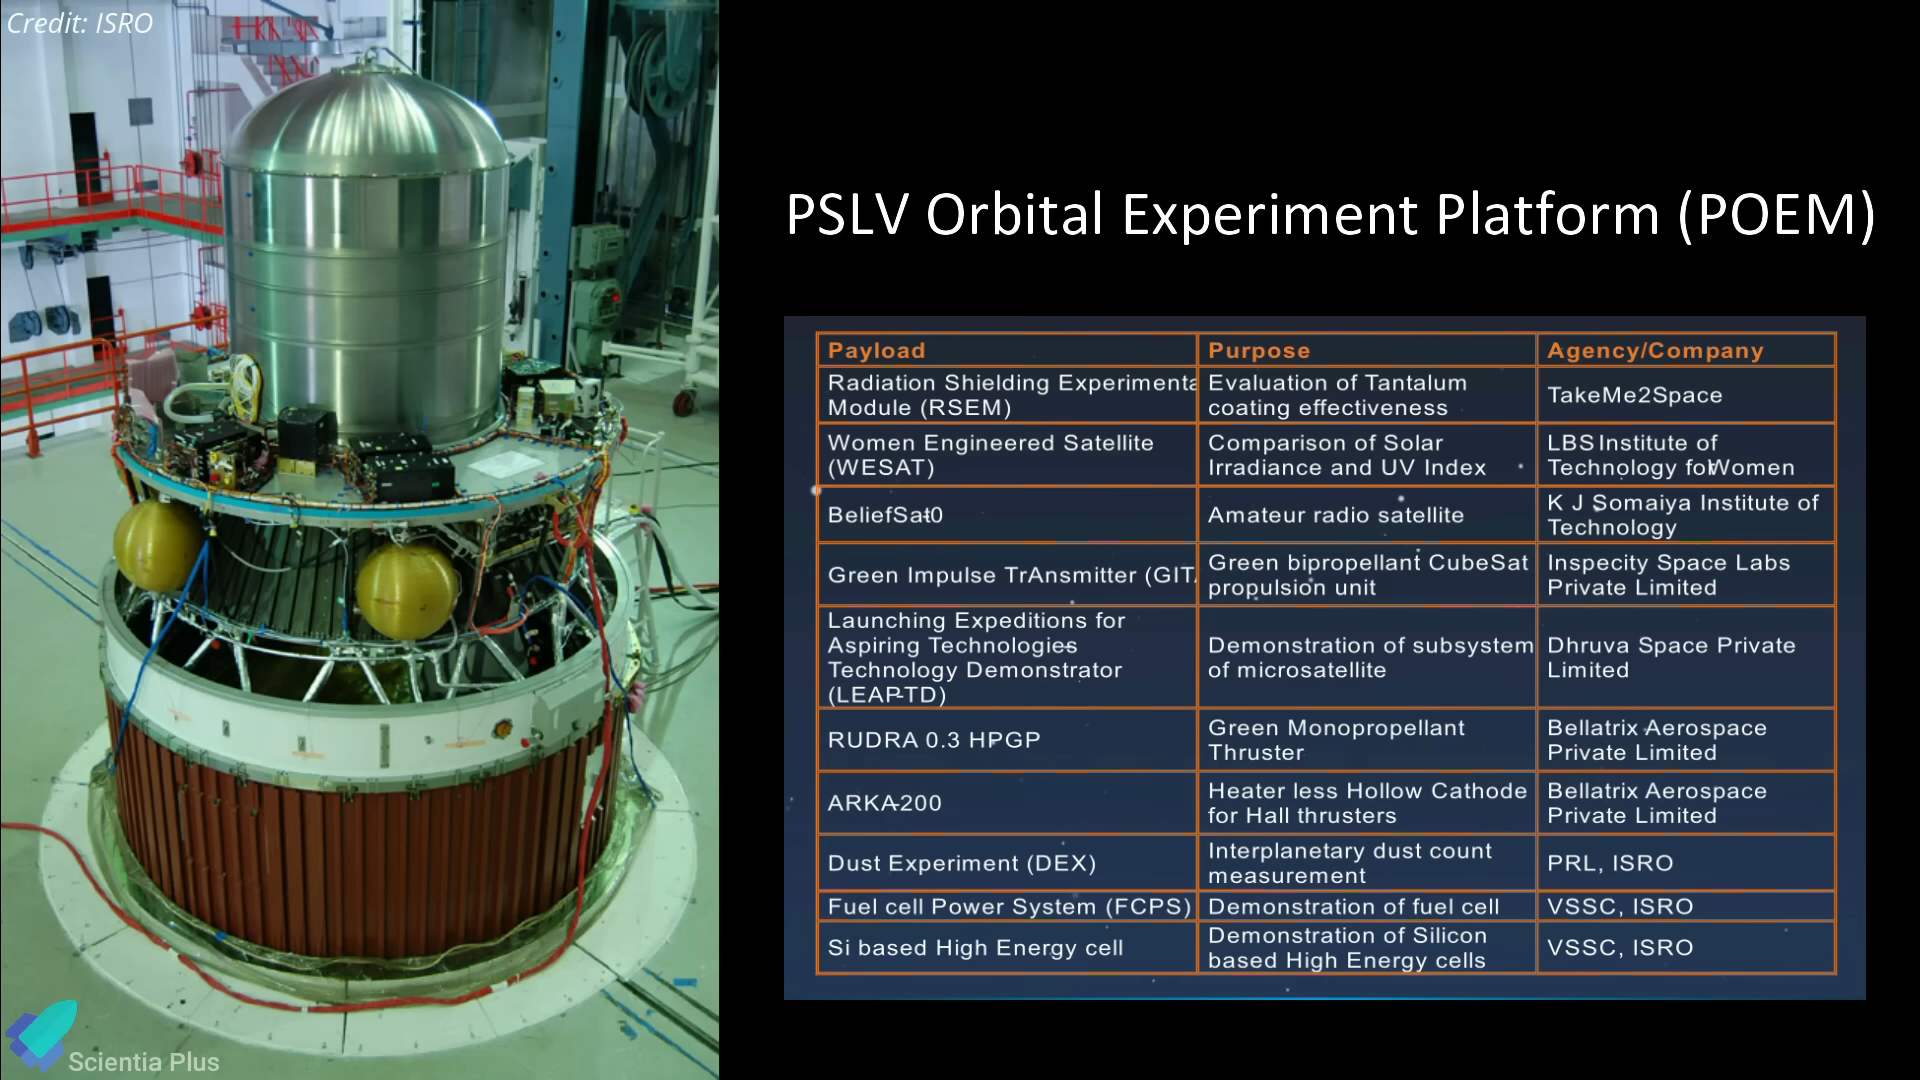 Credit: ISRO
PSLV Orbital Experiment Platform (POEM)
Payload
Purpose
Agency/Company
Radiation Shielding Experimenta
Module (RSEM)
Evaluation of Tantalum
coating effectiveness
TakeMe2Space
Women Engineered Satellite
(WESAT)
Comparison of Solar
Irradiance and UV Index
LBS Institute of
Technology for Women
BeliefSat-0
Amateur radio satellite
K J Somaiya Institute of
Technology
Green Impulse TrAnsmitter (GITA
Green bipropellant CubeSat
propulsion unit
Inspecity Space Labs
Private Limited
Launching Expeditions for
Aspiring Technologies-
Technology Demonstrator
(LEAP-TD)
Demonstration of subsystem
of microsatellite
Dhruva Space Private
Limited
RUDRA 0.3 HPGP
Green Monopropellant
Thruster
Bellatrix Aerospace
Private Limited
ARKA-200
Heater less Hollow Cathode
for Hall thrusters
Bellatrix Aerospace
Private Limited
Dust Experiment (DEX)
Interplanetary dust count
measurement
PRL, ISRO
Fuel cell Power System (FCPS)
Demonstration of fuel cell
VSSC, ISRO
Si based High Energy cell
Demonstration of Silicon
based High Energy cells
VSSC, ISRO
Scientia Plus